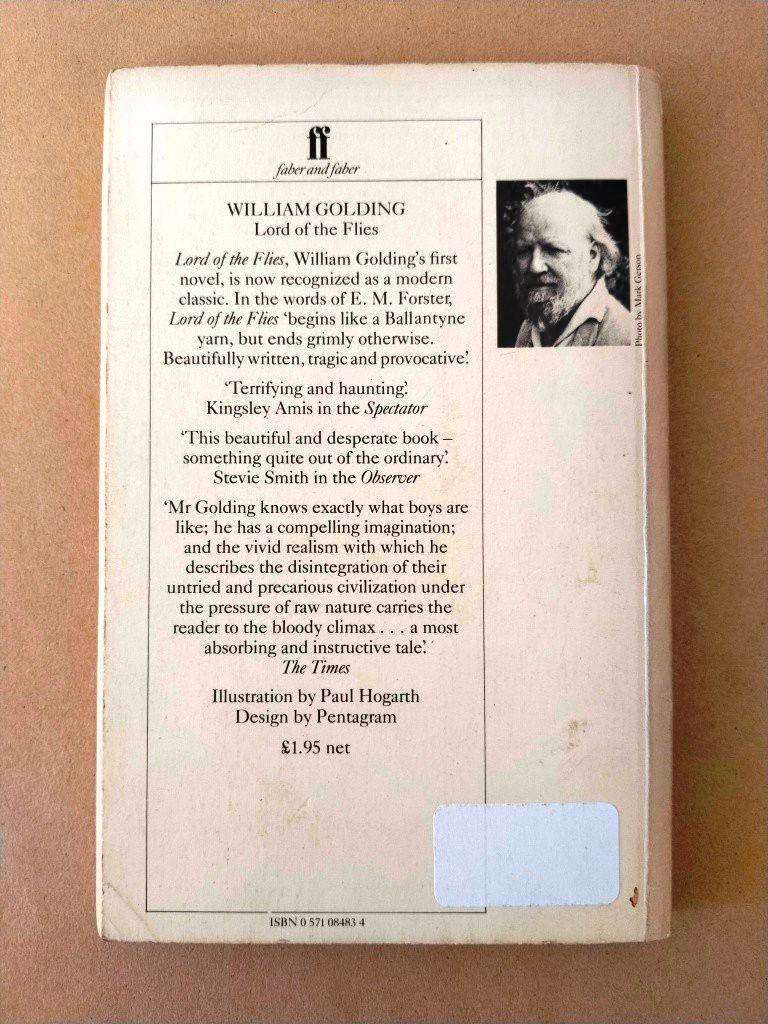 ff
faber and faber
WILLIAM GOLDING
Lord of the Flies
Lord of the Flies, William Golding's first
novel, is now recognized as a modern
classic. In the words of E. M. Forster,
Lord of the Flies ‘begins like a Ballantyne
yarn, but ends grimly otherwise.
Beautifully written, tragic and provocative’.
‘Terrifying and haunting’.
Kingsley Amis in the Spectator
‘This beautiful and desperate book –
something quite out of the ordinary’.
Stevie Smith in the Observer
‘Mr Golding knows exactly what boys are
like; he has a compelling imagination;
and the vivid realism with which he
describes the disintegration of their
untried and precarious civilization under
the pressure of raw nature carries the
reader to the bloody climax . . . a most
absorbing and instructive tale’.
The Times
Illustration by Paul Hogarth
Design by Pentagram
£1.95 net
ISBN 0 571 08483 4
Photo by Mark Gerson